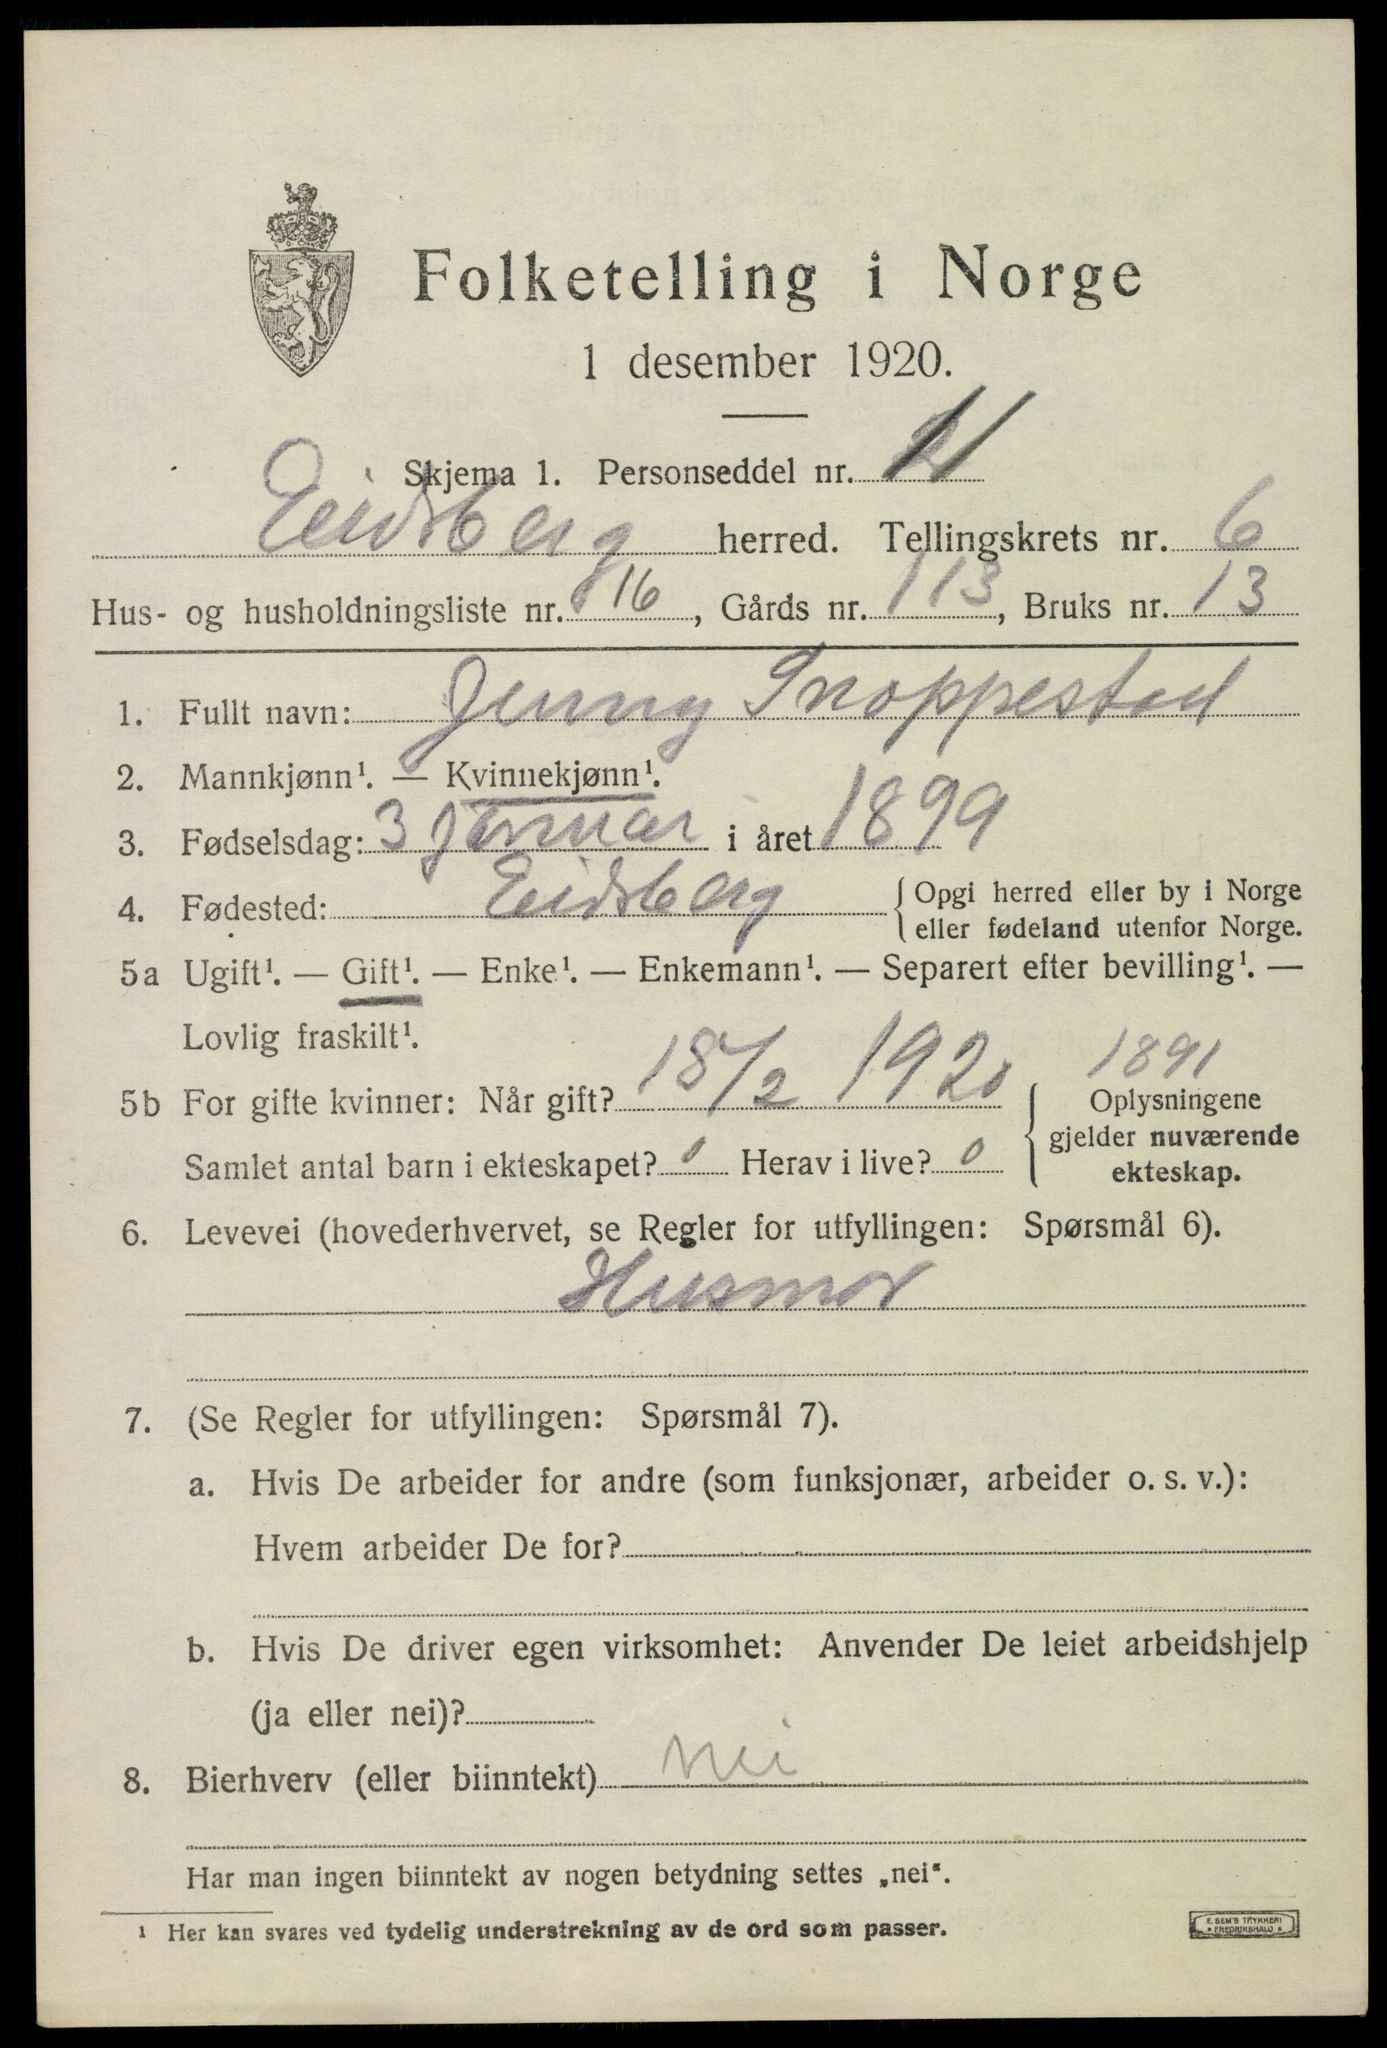 Folketelling i Norge
1 desember 1920.
Skjema 1. Personseddel nr. 11
Eidsberg herred. Tellingskrets nr. 6
Hus- og husholdningsliste nr. 16, Gårds nr. 113, Bruks nr. 13
1. Fullt navn: Jenny Snoppestad
2. Mannkjønn¹. — Kvinnekjønn¹.
3. Fødselsdag: 3 januar i året 1899
4. Fødested: Eidsberg { Opgi herred eller by i Norge
eller fødeland utenfor Norge.
5a Ugift¹. — Gift¹. — Enke¹. — Enkemann¹. — Separert efter bevilling¹. —
Lovlig fraskilt¹.
1891
5b For gifte kvinner: Når gift? 18/2 1920 { Oplysningene
gjelder nuværende
Samlet antal barn i ekteskapet? 0 Herav i live? 0 ekteskap.
6. Levevei (hovederhvervet, se Regler for utfyllingen: Spørsmål 6).
Husmor
7. (Se Regler for utfyllingen: Spørsmål 7).
a. Hvis De arbeider for andre (som funksjonær, arbeider o. s. v.):
Hvem arbeider De for?
b. Hvis De driver egen virksomhet: Anvender De leiet arbeidshjelp
(ja eller nei)?
8. Bierhverv (eller biinntekt) nei
Har man ingen biinntekt av nogen betydning settes „nei“.
¹ Her kan svares ved tydelig understrekning av de ord som passer.
E. SEM'S TRYKKERI
FREDRIKSHALD